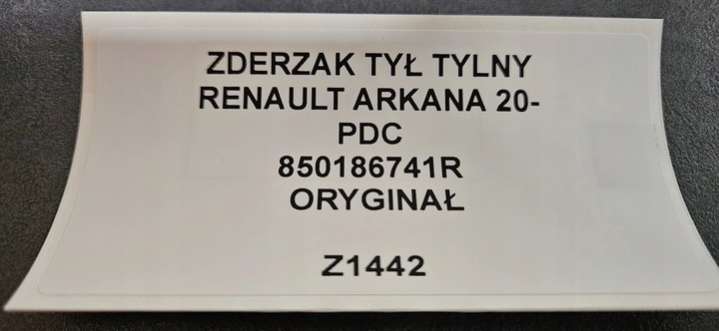 ZDERZAK TYŁ TYLNY
RENAULT ARKANA 20-
PDC
850186741R
ORYGINAŁ
Z1442